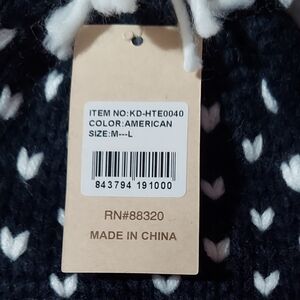 ITEM NO:KD-HTE0040
COLOR:AMERICAN
SIZE:M---L
843794 191000
RN#88320
MADE IN CHINA